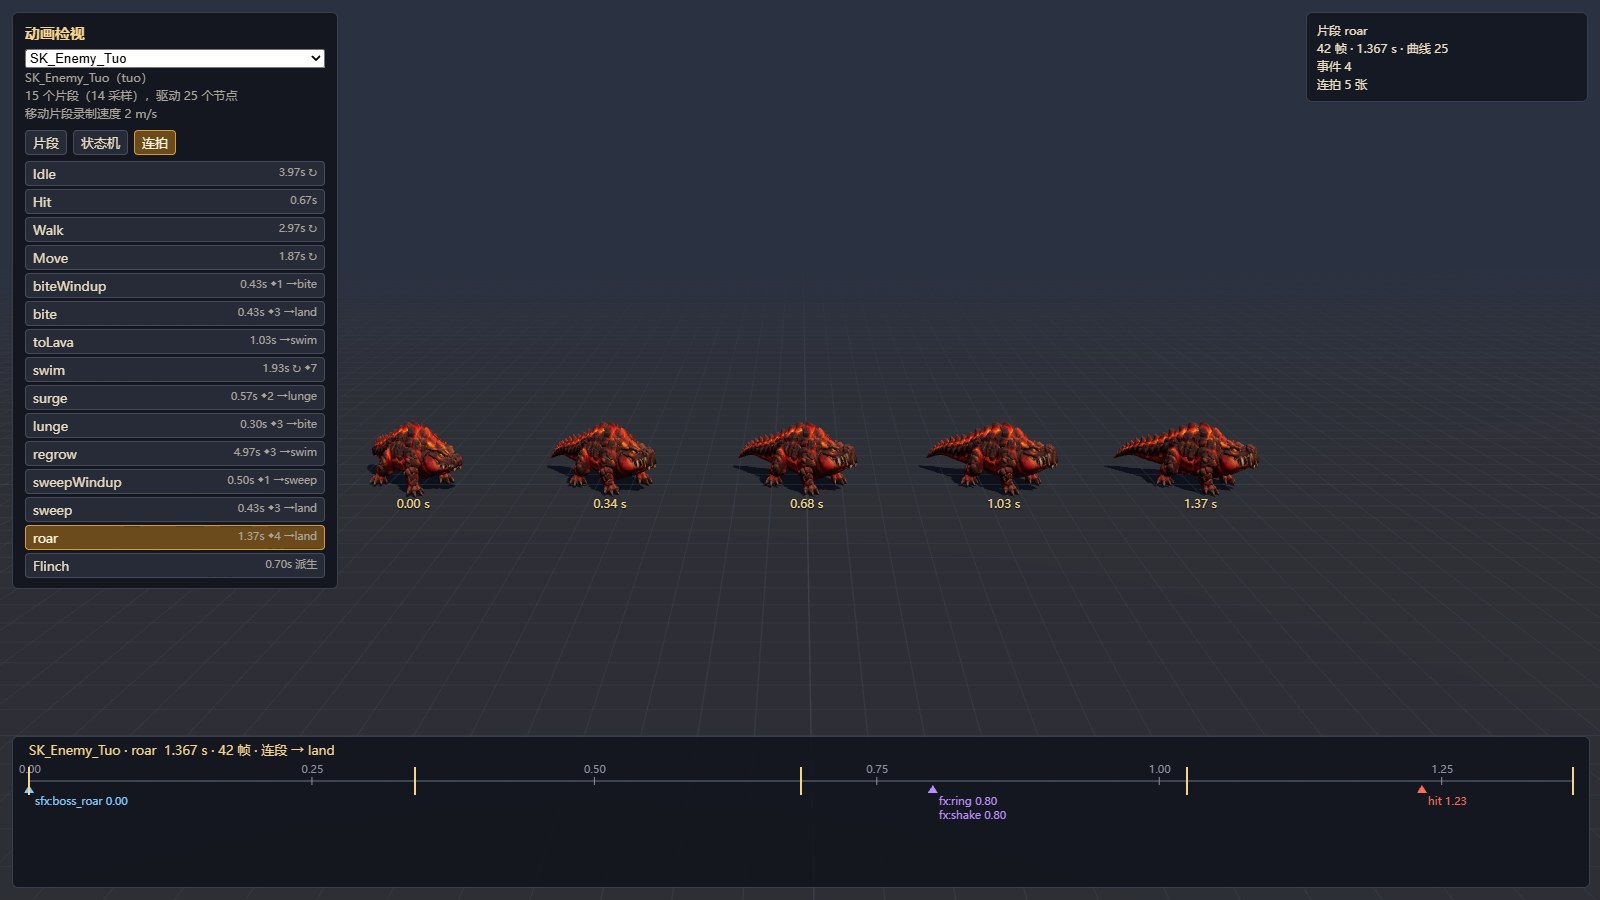 动画检视
SK_Enemy_Tuo
SK_Enemy_Tuo（tuo）
15 个片段（14 采样），驱动 25 个节点
移动片段录制速度 2 m/s
片段 状态机 连拍
Idle 3.97s ↻
Hit 0.67s
Walk 2.97s ↻
Move 1.87s ↻
biteWindup 0.43s ✦1 →bite
bite 0.43s ✦3 →land
toLava 1.03s →swim
swim 1.93s ↻ ✦7
surge 0.57s ✦2 →lunge
lunge 0.30s ✦3 →bite
regrow 4.97s ✦3 →swim
sweepWindup 0.50s ✦1 →sweep
sweep 0.43s ✦3 →land
roar 1.37s ✦4 →land
Flinch 0.70s 派生
片段 roar
42 帧 · 1.367 s · 曲线 25
事件 4
连拍 5 张
0.00 s 0.34 s 0.68 s 1.03 s 1.37 s
SK_Enemy_Tuo · roar 1.367 s · 42 帧 · 连段 → land
0.00 0.25 0.50 0.75 1.00 1.25
sfx:boss_roar 0.00 fx:ring 0.80 hit 1.23
fx:shake 0.80